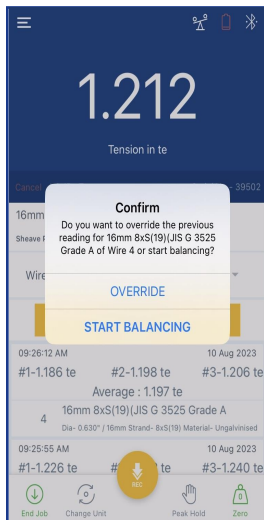 1.212
Tension in te
Cancel
- 39502
16mm
Sheave
Confirm
Do you want to override the previous
reading for 16mm 8xS(19)(JIS G 3525
Grade A of Wire 4 or start balancing?
Wire
OVERRIDE
START BALANCING
09:26:12 AM 10 Aug 2023
#1-1.186 te #2-1.198 te #3-1.206 te
Average : 1.197 te
4 16mm 8xS(19)(JIS G 3525 Grade A
Dia- 0.630" / 16mm Strand- 8xS(19) Material- Ungalvinised
09:25:55 AM 10 Aug 2023
#1-1.226 te te #3-1.240 te
REC
End Job Change Unit Peak Hold Zero